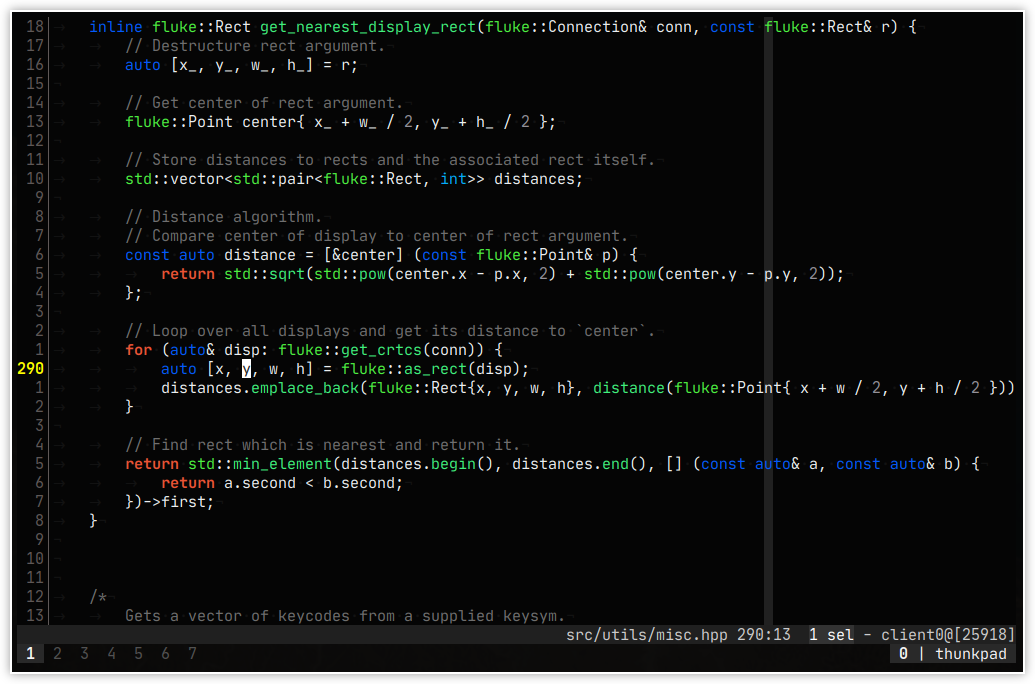 18 inline fluke::Rect get_nearest_display_rect(fluke::Connection& conn, const fluke::Rect& r) {
17 // Destructure rect argument.
16 auto [x_, y_, w_, h_] = r;
15
14 // Get center of rect argument.
13 fluke::Point center{ x_ + w_ / 2, y_ + h_ / 2 };
12
11 // Store distances to rects and the associated rect itself.
10 std::vector<std::pair<fluke::Rect, int>> distances;
9
8 // Distance algorithm.
7 // Compare center of display to center of rect argument.
6 const auto distance = [&center] (const fluke::Point& p) {
5 return std::sqrt(std::pow(center.x - p.x, 2) + std::pow(center.y - p.y, 2));
4 };
3
2 // Loop over all displays and get its distance to `center`.
1 for (auto& disp: fluke::get_crtcs(conn)) {
290 auto [x, y, w, h] = fluke::as_rect(disp);
1 distances.emplace_back(fluke::Rect{x, y, w, h}, distance(fluke::Point{ x + w / 2, y + h / 2 }))
2 }
3
4 // Find rect which is nearest and return it.
5 return std::min_element(distances.begin(), distances.end(), [] (const auto& a, const auto& b) {
6 return a.second < b.second;
7 })->first;
8 }
9
10
11
12 /*
13 Gets a vector of keycodes from a supplied keysym.
src/utils/misc.hpp 290:13 1 sel - client0@[25918]
1 2 3 4 5 6 7 0 | thunkpad